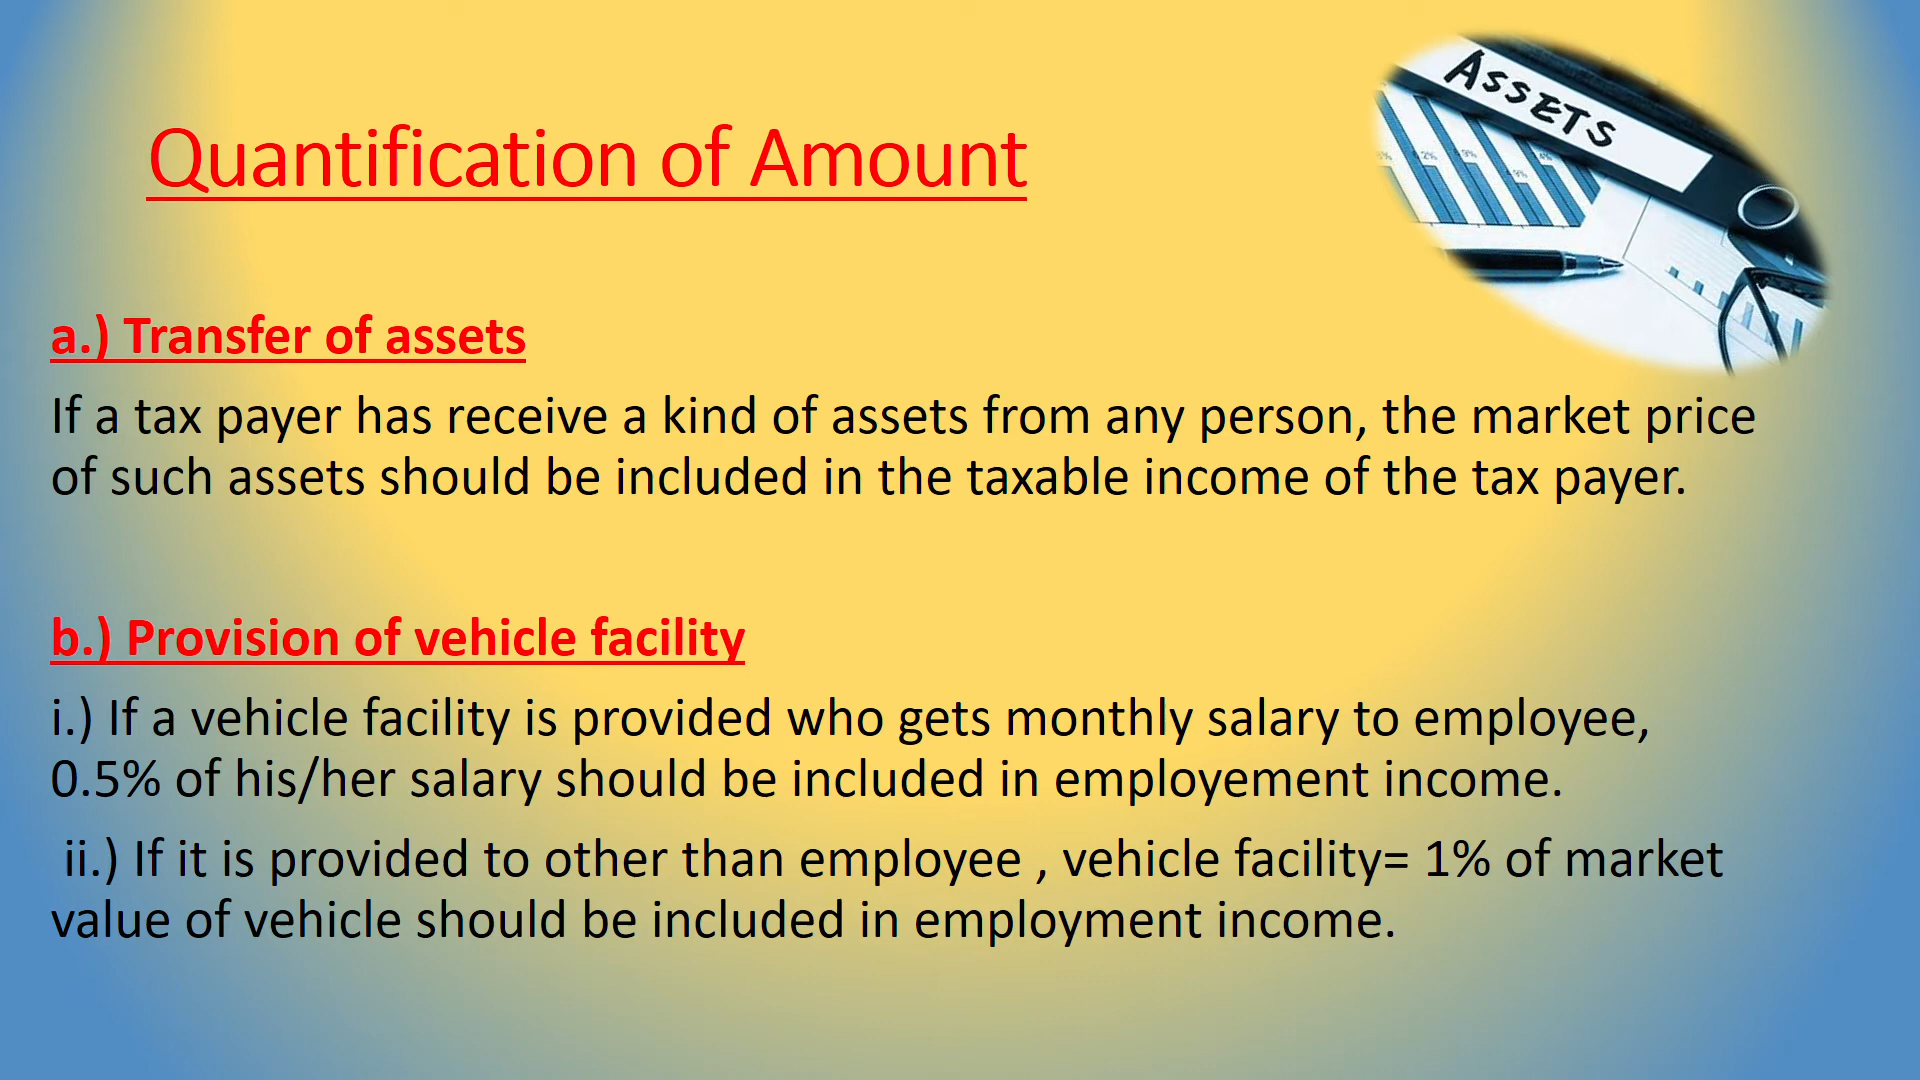 ASSETS
Quantification of Amount
a.) Transfer of assets
If a tax payer has receive a kind of assets from any person, the market price
of such assets should be included in the taxable income of the tax payer.
b.) Provision of vehicle facility
i.) If a vehicle facility is provided who gets monthly salary to employee,
0.5% of his/her salary should be included in employement income.
ii.) If it is provided to other than employee , vehicle facility= 1% of market
value of vehicle should be included in employment income.